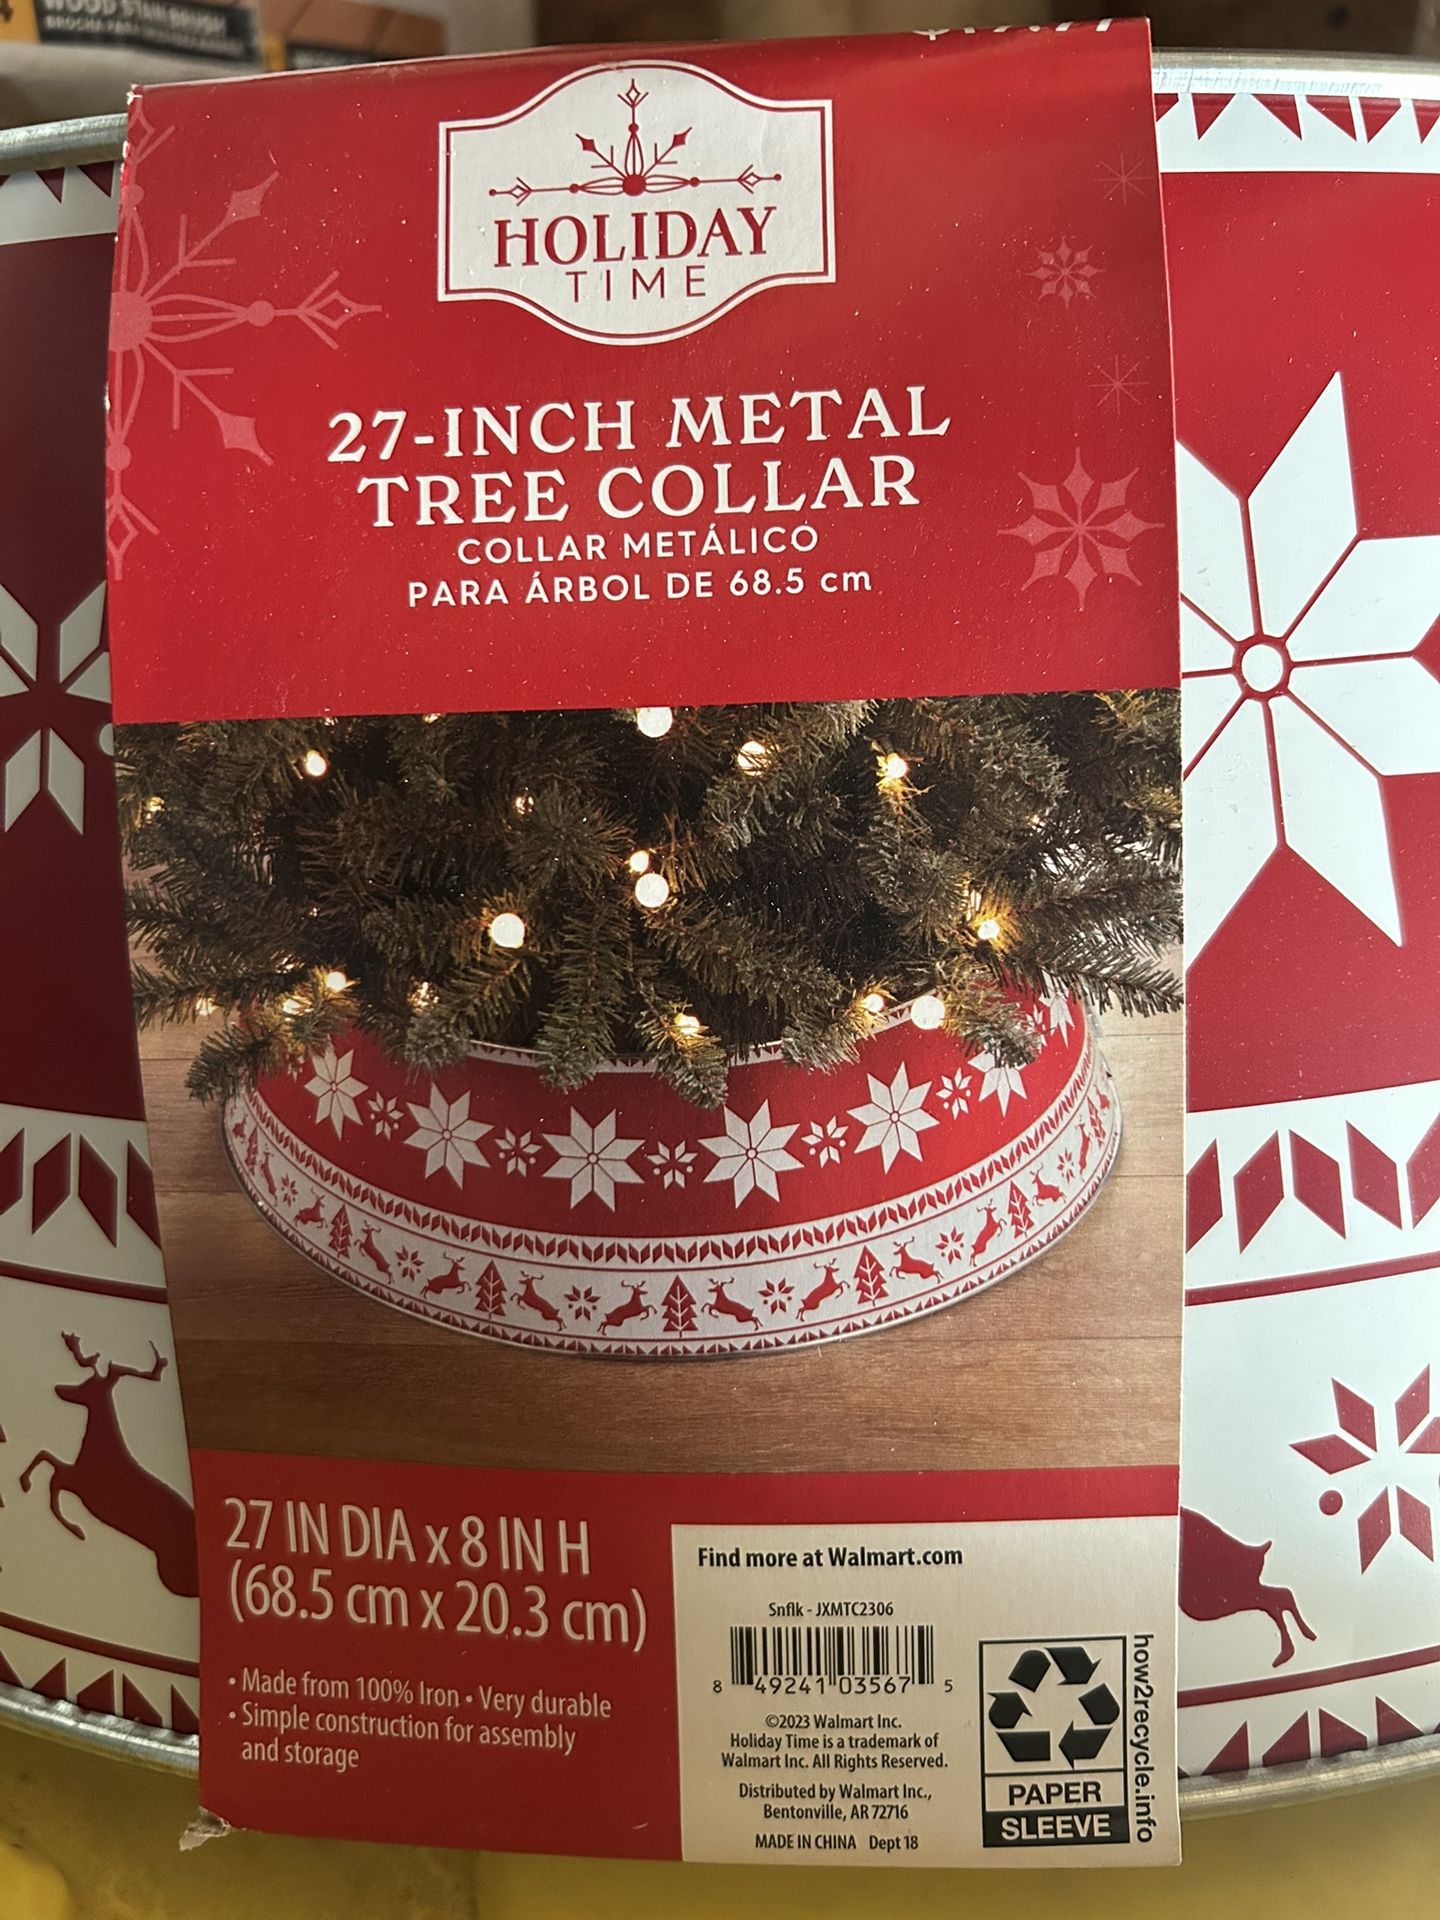 WOOD STAIN BRUSH
HOLIDAY
TIME
27-INCH METAL
TREE COLLAR
COLLAR METÁLICO
PARA ÁRBOL DE 68.5 cm
27 IN DIA x 8 IN H
(68.5 cm x 20.3 cm)
• Made from 100% Iron • Very durable
• Simple construction for assembly
and storage
Find more at Walmart.com
Snflk - JXMTC2306
8 49241 03567 5
©2023 Walmart Inc.
Holiday Time is a trademark of
Walmart Inc. All Rights Reserved.
Distributed by Walmart Inc.,
Bentonville, AR 72716
MADE IN CHINA Dept 18
PAPER
SLEEVE
how2recycle.info